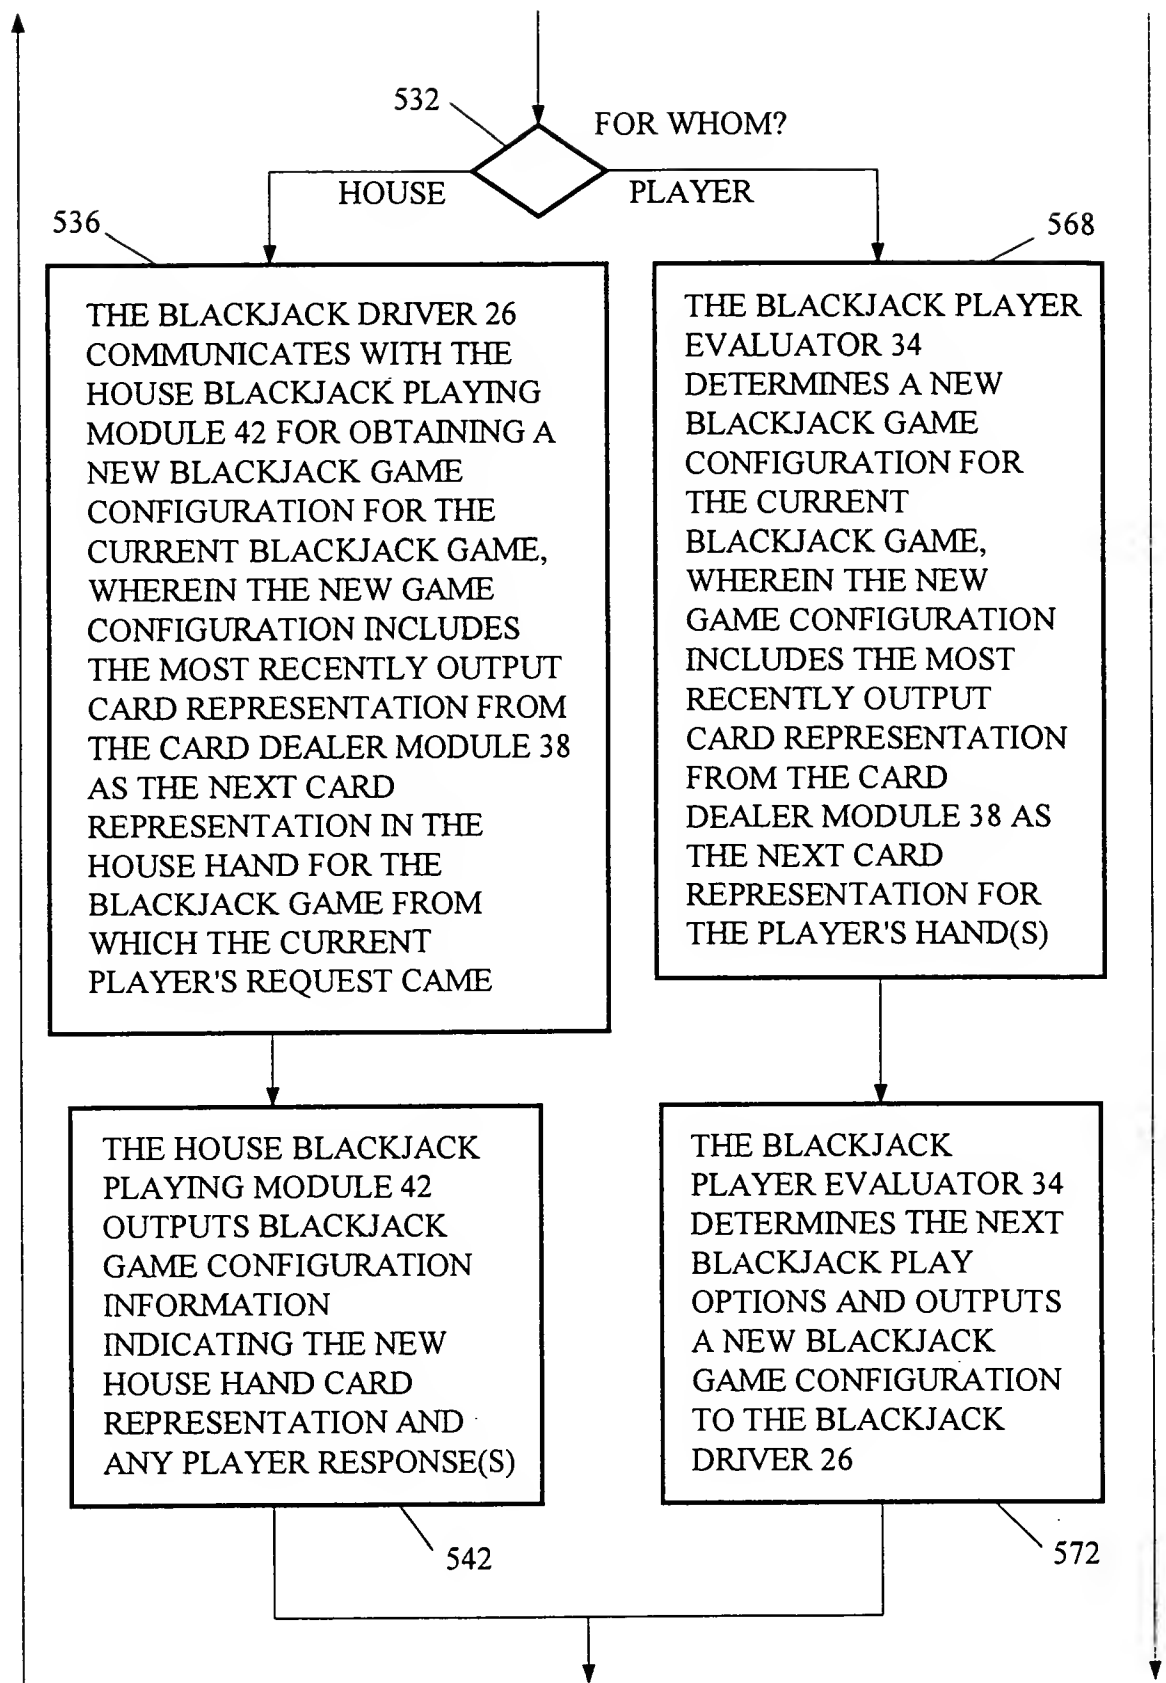 532
FOR WHOM?
HOUSE
PLAYER
536
THE BLACKJACK DRIVER 26
COMMUNICATES WITH THE
HOUSE BLACKJACK PLAYING
MODULE 42 FOR OBTAINING A
NEW BLACKJACK GAME
CONFIGURATION FOR THE
CURRENT BLACKJACK GAME,
WHEREIN THE NEW GAME
CONFIGURATION INCLUDES
THE MOST RECENTLY OUTPUT
CARD REPRESENTATION FROM
THE CARD DEALER MODULE 38
AS THE NEXT CARD
REPRESENTATION IN THE
HOUSE HAND FOR THE
BLACKJACK GAME FROM
WHICH THE CURRENT
PLAYER'S REQUEST CAME
568
THE BLACKJACK PLAYER
EVALUATOR 34
DETERMINES A NEW
BLACKJACK GAME
CONFIGURATION FOR
THE CURRENT
BLACKJACK GAME,
WHEREIN THE NEW
GAME CONFIGURATION
INCLUDES THE MOST
RECENTLY OUTPUT
CARD REPRESENTATION
FROM THE CARD
DEALER MODULE 38 AS
THE NEXT CARD
REPRESENTATION FOR
THE PLAYER'S HAND(S)
THE HOUSE BLACKJACK
PLAYING MODULE 42
OUTPUTS BLACKJACK
GAME CONFIGURATION
INFORMATION
INDICATING THE NEW
HOUSE HAND CARD
REPRESENTATION AND
ANY PLAYER RESPONSE(S)
542
THE BLACKJACK
PLAYER EVALUATOR 34
DETERMINES THE NEXT
BLACKJACK PLAY
OPTIONS AND OUTPUTS
A NEW BLACKJACK
GAME CONFIGURATION
TO THE BLACKJACK
DRIVER 26
572